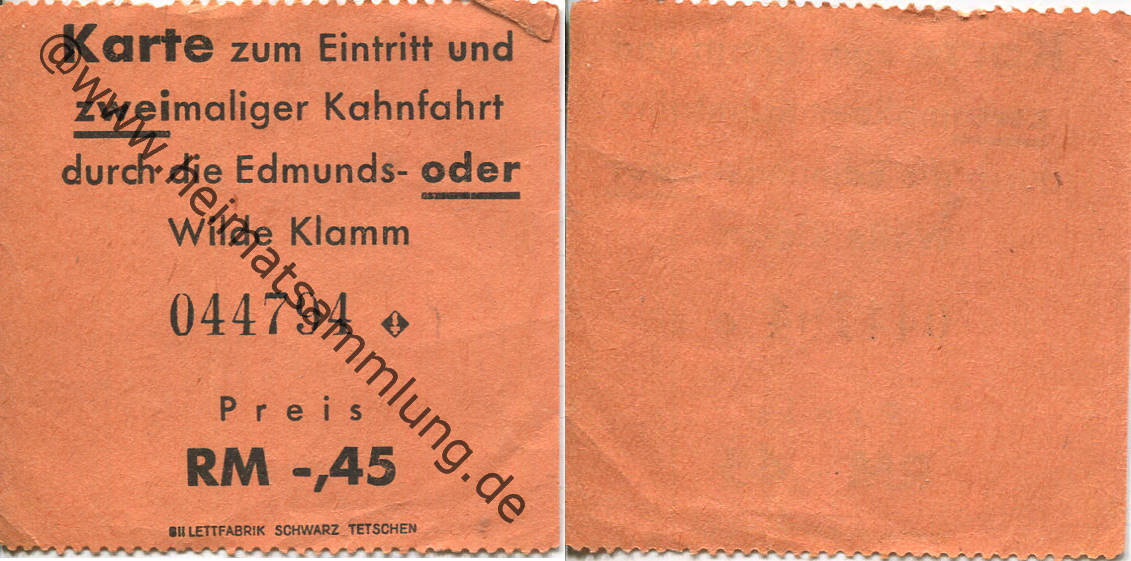 Karte zum Eintritt und
zweimaliger Kahnfahrt
durch die Edmunds- oder
Wilde Klamm
044794
Preis
RM -,45
BILLETTFABRIK SCHWARZ TETSCHEN
@www.heimatsammlung.de